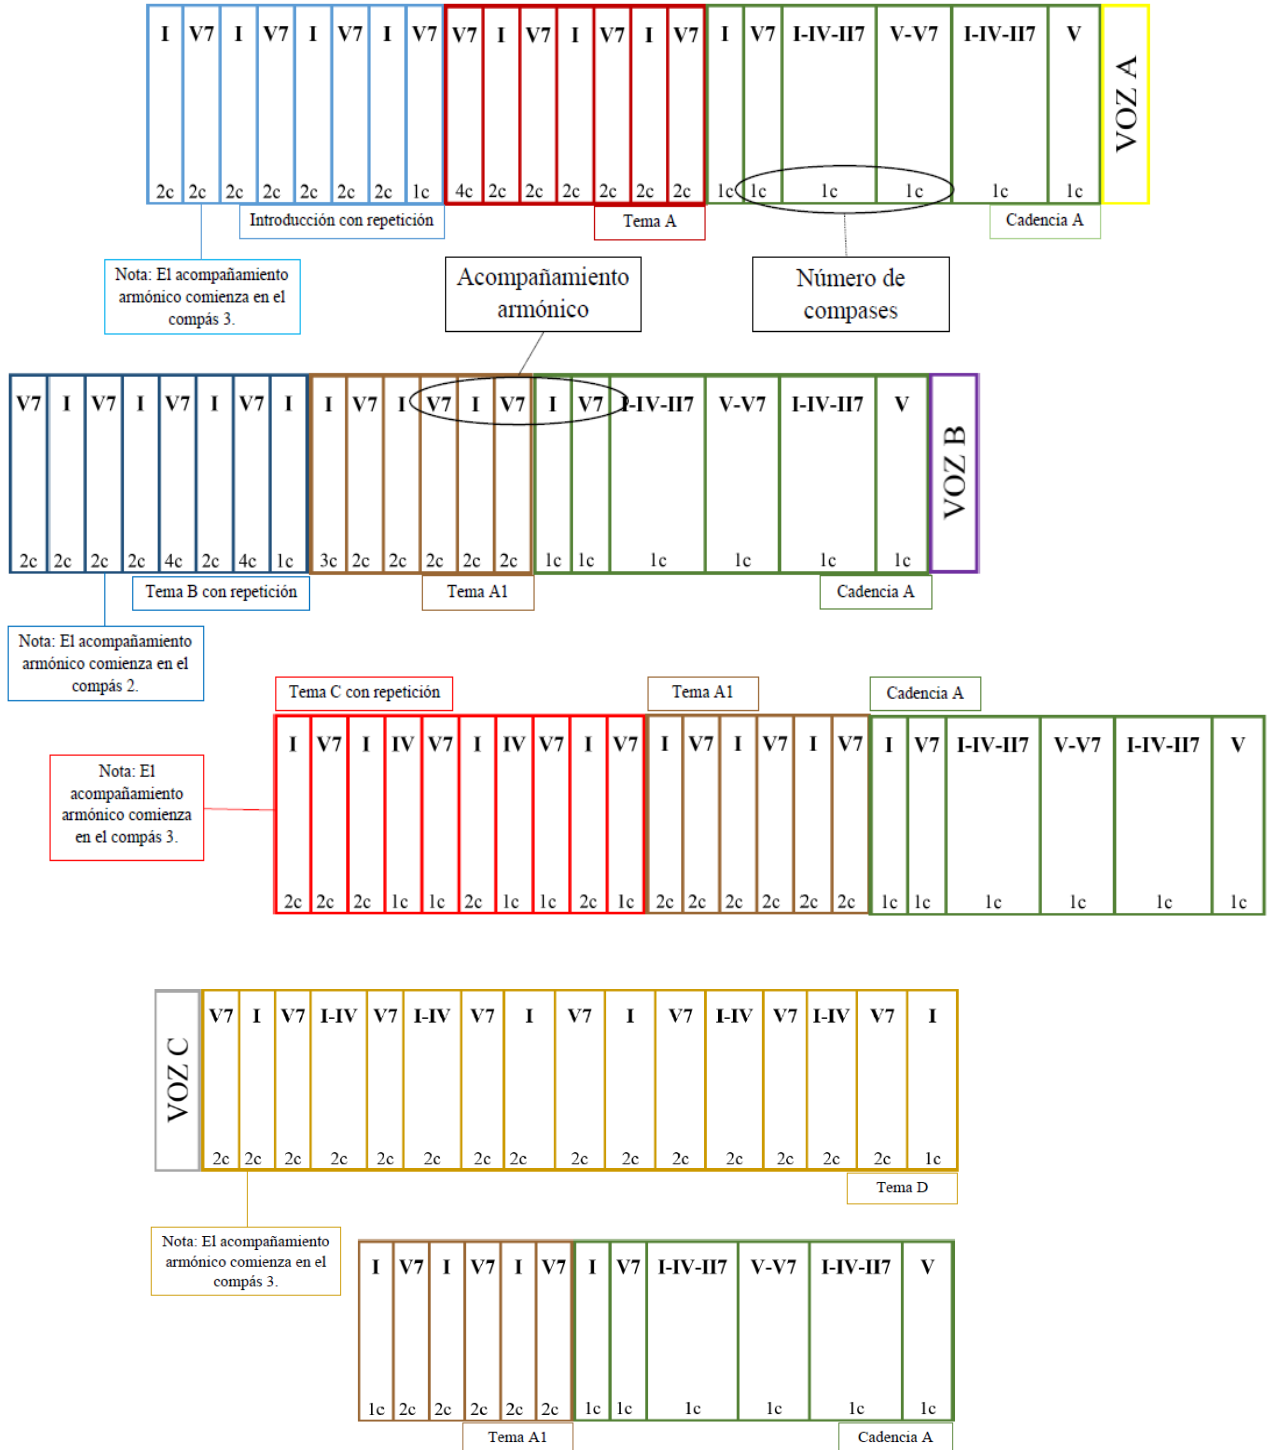 I V7 I V7 I V7 I V7 V7 I V7 I V7 I V7 I V7 I-IV-II7 V-V7 I-IV-II7 V
VOZ A
2c 2c 2c 2c 2c 2c 2c 1c 4c 2c 2c 2c 2c 2c 2c 1c 1c 1c 1c 1c 1c
Introducción con repetición
Tema A
Cadencia A
Nota: El acompañamiento
armónico comienza en el
compás 3.
Acompañamiento
armónico
Número de
compases
V7 I V7 I V7 I V7 I I V7 I V7 I V7 I V7 I-IV-II7 V-V7 I-IV-II7 V
VOZ B
2c 2c 2c 2c 4c 2c 4c 1c 3c 2c 2c 2c 2c 2c 1c 1c 1c 1c 1c 1c
Tema B con repetición
Tema A1
Cadencia A
Nota: El acompañamiento
armónico comienza en el
compás 2.
Tema C con repetición
Tema A1
Cadencia A
I V7 I IV V7 I IV V7 I V7 I V7 I V7 I V7 I V7 I-IV-II7 V-V7 I-IV-II7 V
Nota: El
acompañamiento
armónico comienza
en el compás 3.
2c 2c 2c 1c 1c 2c 1c 1c 2c 1c 2c 2c 2c 2c 2c 2c 1c 1c 1c 1c 1c 1c
VOZ C
V7 I V7 I-IV V7 I-IV V7 I V7 I V7 I-IV V7 I-IV V7 I
2c 2c 2c 2c 2c 2c 2c 2c 2c 2c 2c 2c 2c 2c 2c 1c
Tema D
Nota: El acompañamiento
armónico comienza en el
compás 3.
I V7 I V7 I V7 I V7 I-IV-II7 V-V7 I-IV-II7 V
1c 2c 2c 2c 2c 2c 1c 1c 1c 1c 1c 1c
Tema A1
Cadencia A